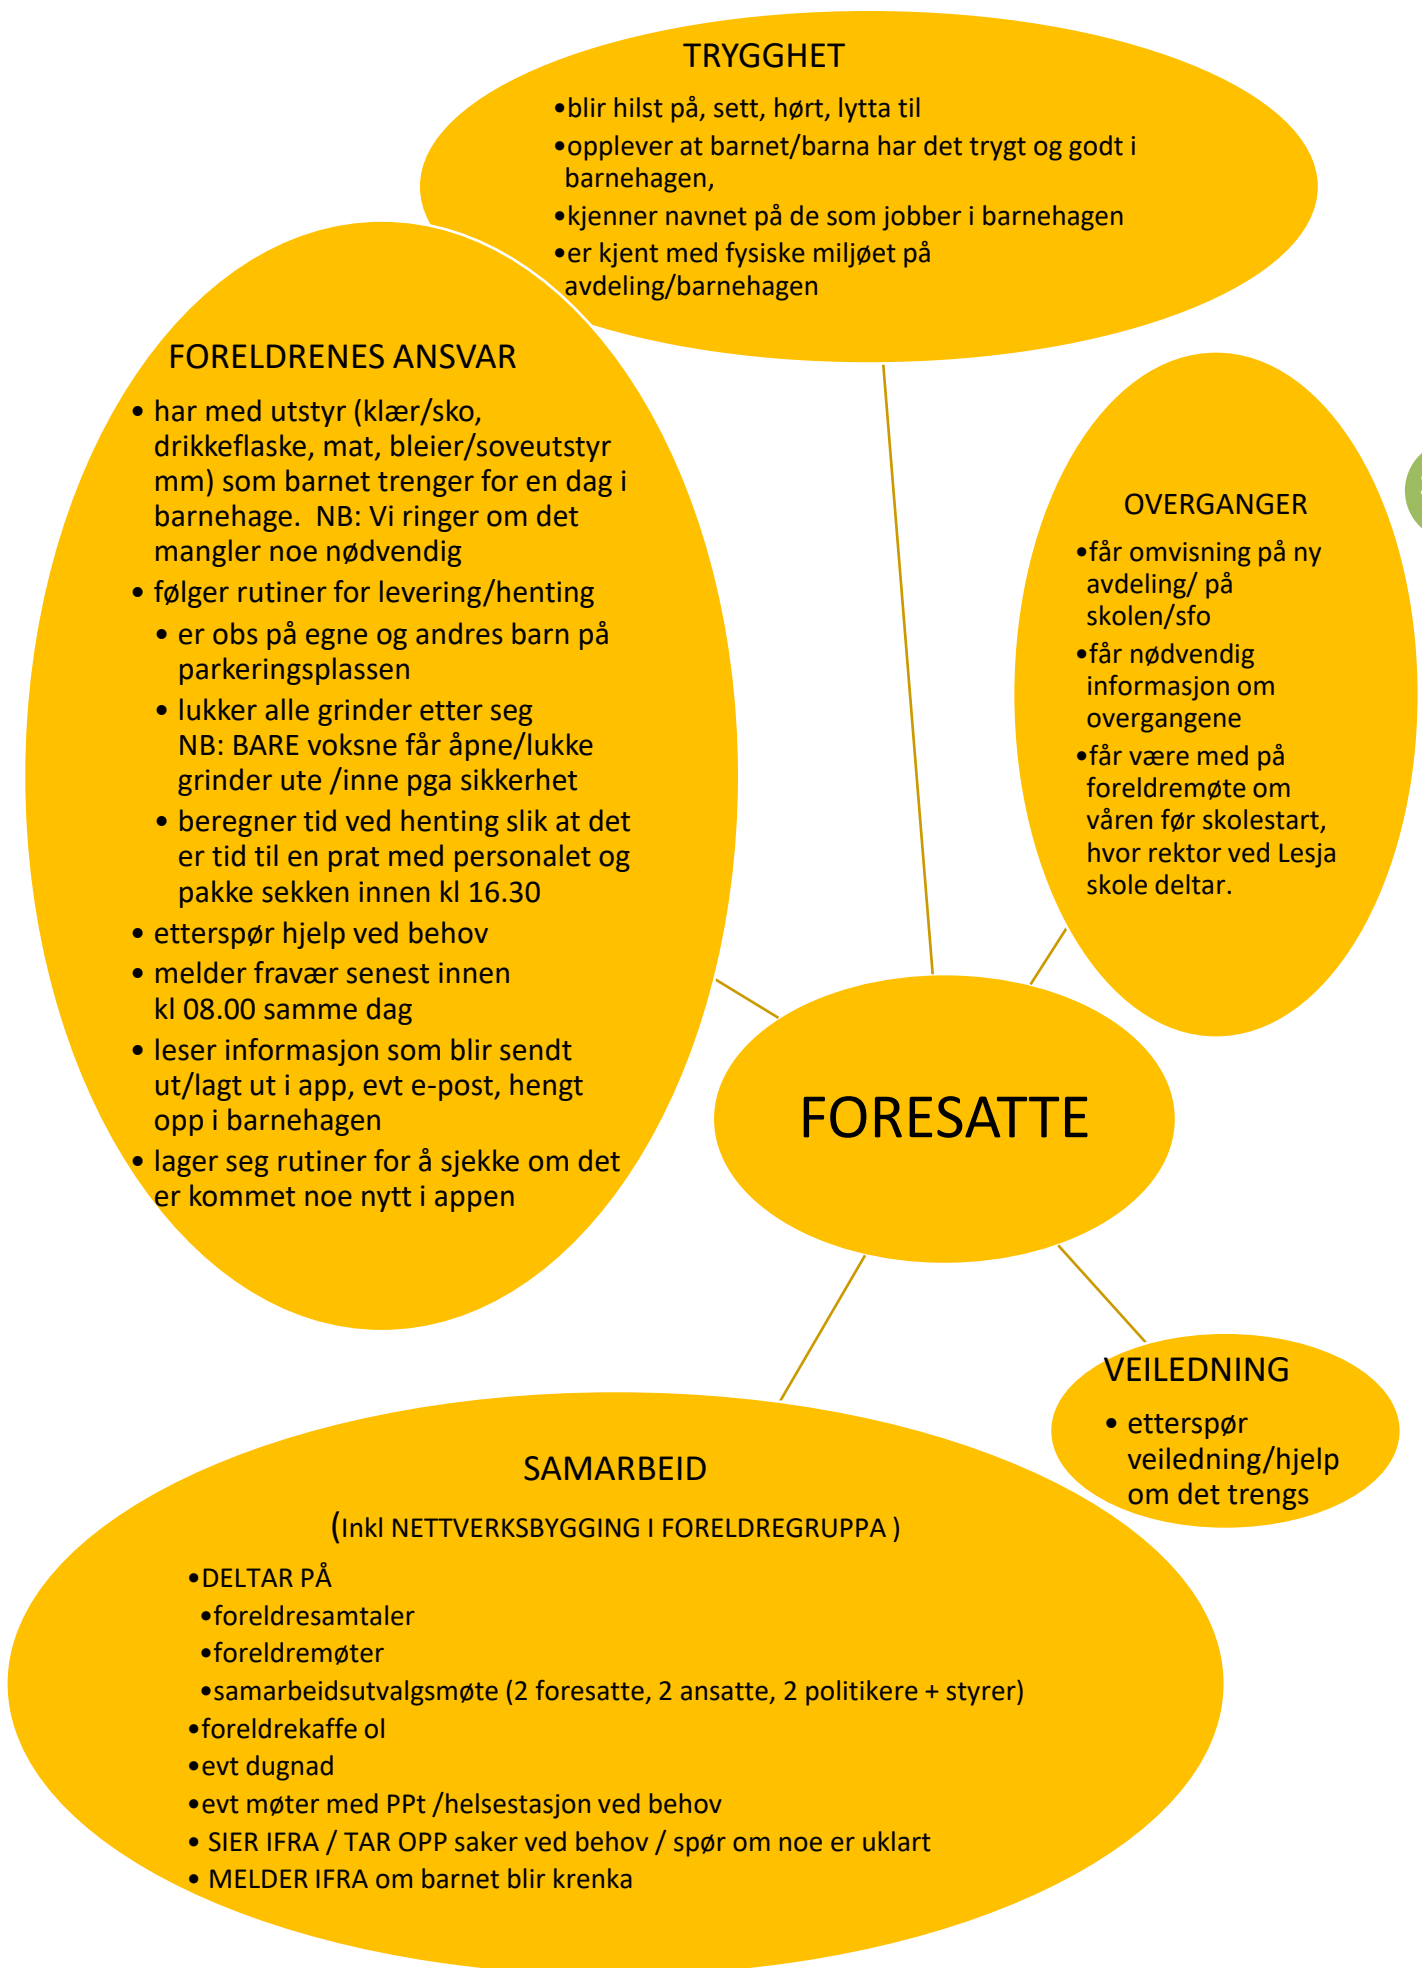 TRYGGHET
•blir hilst på, sett, hørt, lytta til
•opplever at barnet/barna har det trygt og godt i
barnehagen,
•kjenner navnet på de som jobber i barnehagen
•er kjent med fysiske miljøet på
avdeling/barnehagen
FORELDRENES ANSVAR
• har med utstyr (klær/sko,
drikkeflaske, mat, bleier/soveutstyr
mm) som barnet trenger for en dag i
barnehage. NB: Vi ringer om det
mangler noe nødvendig
• følger rutiner for levering/henting
• er obs på egne og andres barn på
parkeringsplassen
• lukker alle grinder etter seg
NB: BARE voksne får åpne/lukke
grinder ute /inne pga sikkerhet
• beregner tid ved henting slik at det
er tid til en prat med personalet og
pakke sekken innen kl 16.30
• etterspør hjelp ved behov
• melder fravær senest innen
kl 08.00 samme dag
• leser informasjon som blir sendt
ut/lagt ut i app, evt e-post, hengt
opp i barnehagen
• lager seg rutiner for å sjekke om det
er kommet noe nytt i appen
OVERGANGER
•får omvisning på ny
avdeling/ på
skolen/sfo
•får nødvendig
informasjon om
overgangene
•får være med på
foreldremøte om
våren før skolestart,
hvor rektor ved Lesja
skole deltar.
FORESATTE
VEILEDNING
• etterspør
veiledning/hjelp
om det trengs
SAMARBEID
(Inkl NETTVERKSBYGGING I FORELDREGRUPPA )
•DELTAR PÅ
•foreldresamtaler
•foreldremøter
•samarbeidsutvalgsmøte (2 foresatte, 2 ansatte, 2 politikere + styrer)
•foreldrekaffe ol
•evt dugnad
•evt møter med PPt /helsestasjon ved behov
• SIER IFRA / TAR OPP saker ved behov / spør om noe er uklart
• MELDER IFRA om barnet blir krenka